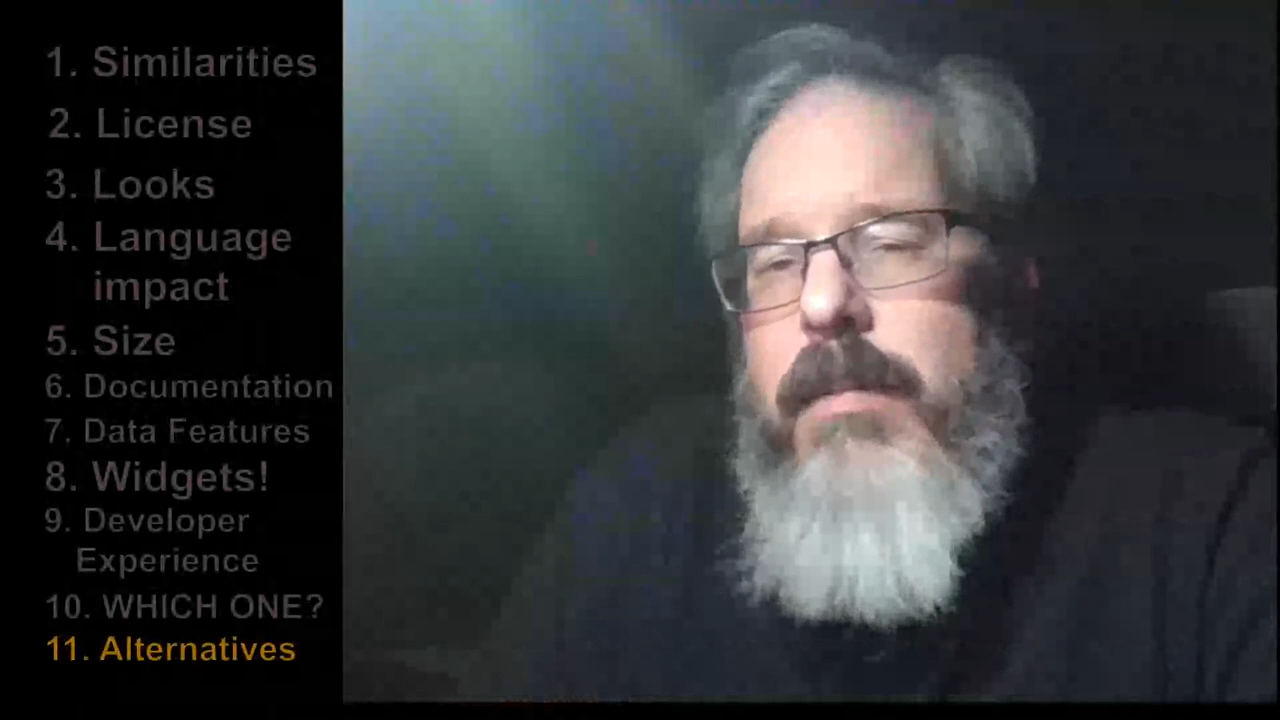 1. Similarities
2. License
3. Looks
4. Language
impact
5. Size
6. Documentation
7. Data Features
8. Widgets!
9. Developer
Experience
10. WHICH ONE?
11. Alternatives